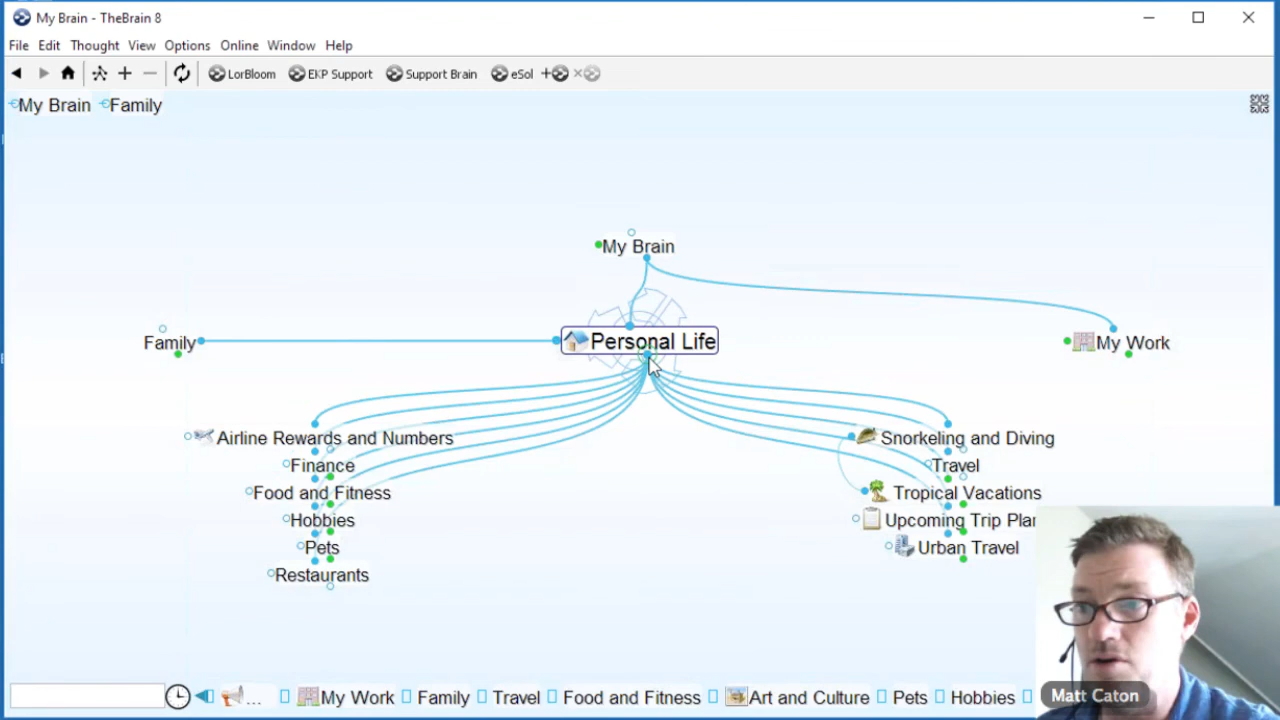 My Brain - TheBrain 8
File Edit Thought View Options Online Window Help
LorBloom EKP Support Support Brain eSol
My Brain Family
My Brain
Family Personal Life My Work
Airline Rewards and Numbers Snorkeling and Diving
Finance Travel
Food and Fitness Tropical Vacations
Hobbies Upcoming Trip Plan
Pets Urban Travel
Restaurants
... My Work Family Travel Food and Fitness Art and Culture Pets Hobbies
Matt Caton